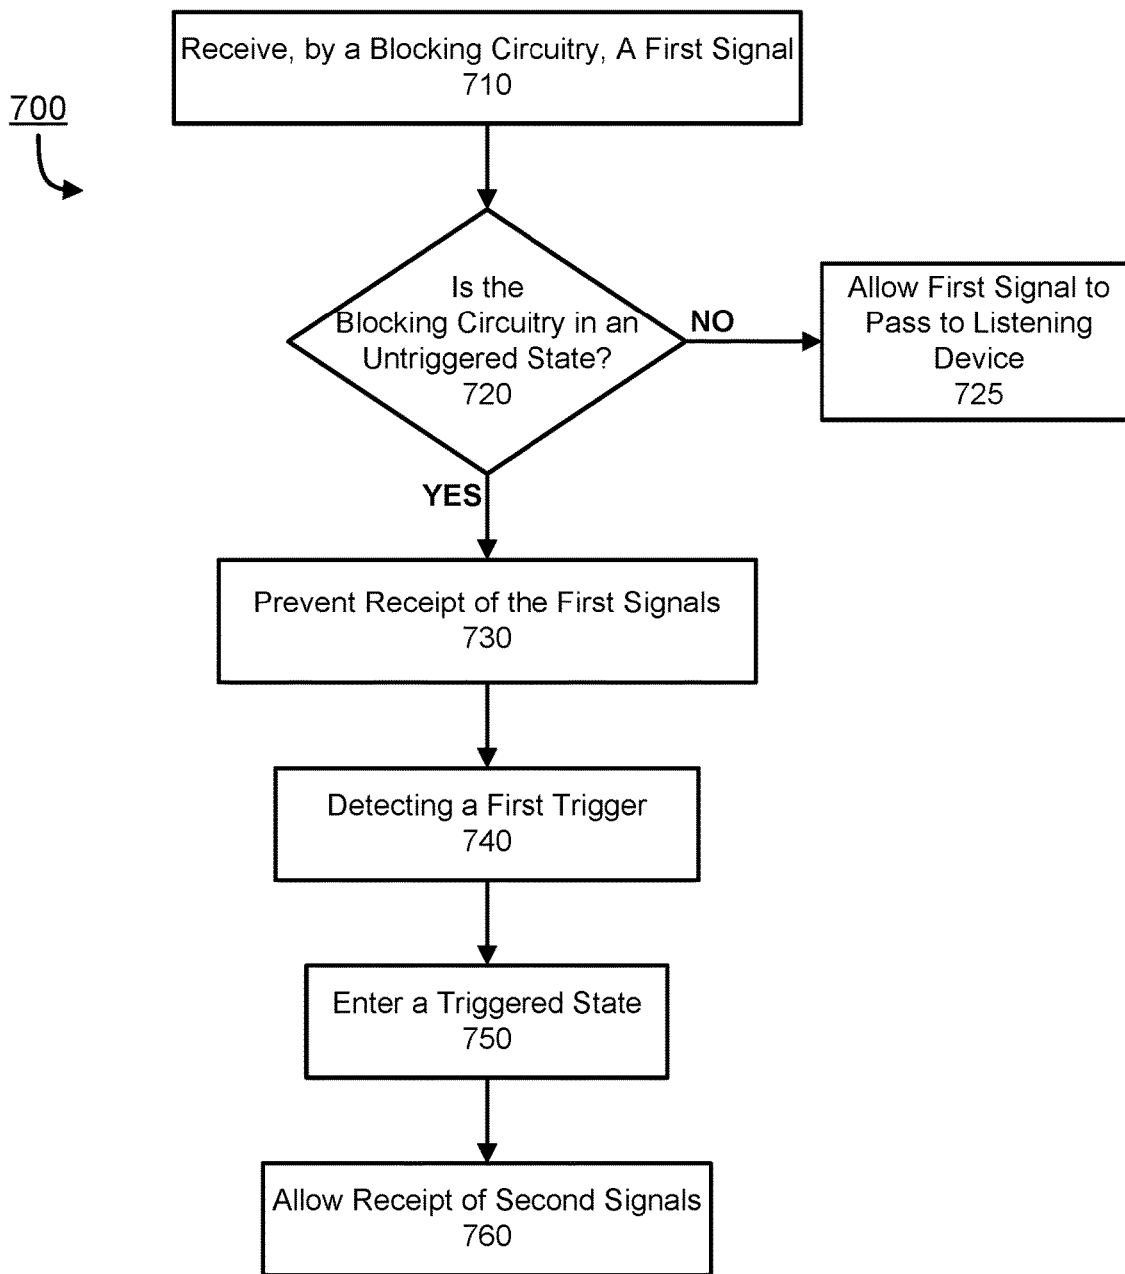 Receive, by a Blocking Circuitry, A First Signal
710
700
Is the
Blocking Circuitry in an
Untriggered State?
720
NO
Allow First Signal to
Pass to Listening
Device
725
YES
Prevent Receipt of the First Signals
730
Detecting a First Trigger
740
Enter a Triggered State
750
Allow Receipt of Second Signals
760